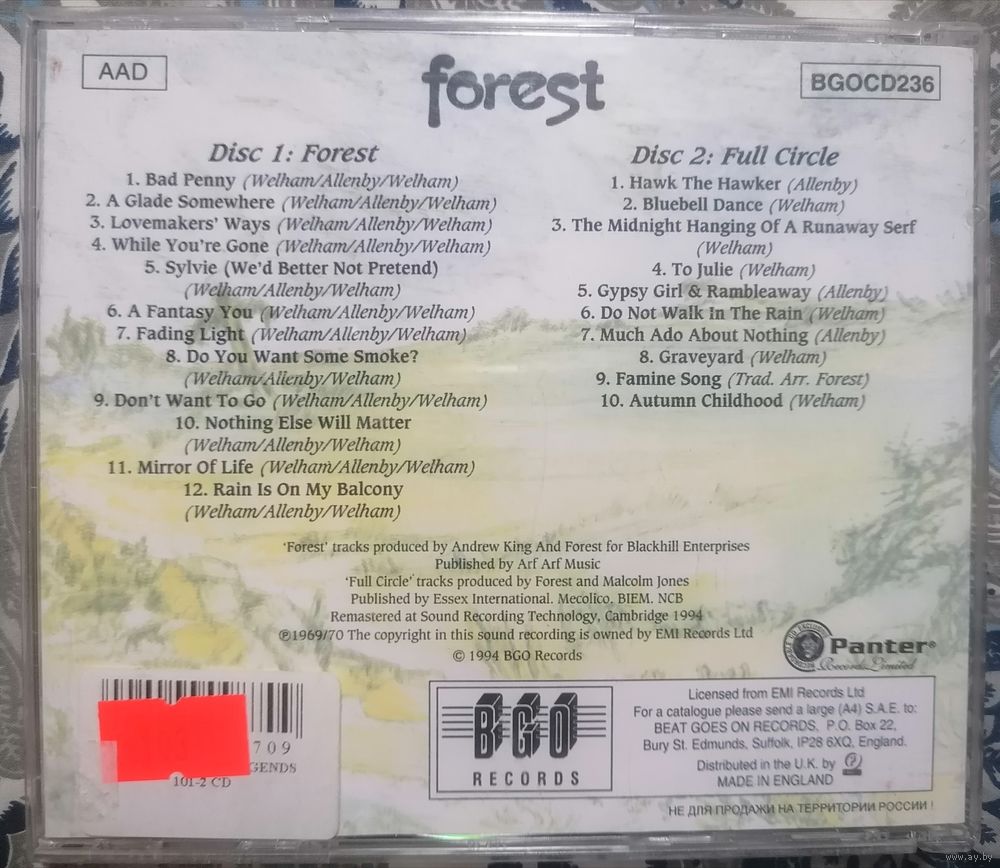 AAD
forest
BGOCD236
Disc 1: Forest
1. Bad Penny (Welham/Allenby/Welham)
2. A Glade Somewhere (Welham/Allenby/Welham)
3. Lovemakers' Ways (Welham/Allenby/Welham)
4. While You're Gone (Welham/Allenby/Welham)
5. Sylvie (We'd Better Not Pretend)
(Welham/Allenby/Welham)
6. A Fantasy You (Welham/Allenby/Welham)
7. Fading Light (Welham/Allenby/Welham)
8. Do You Want Some Smoke?
(Welham/Allenby/Welham)
9. Don't Want To Go (Welham/Allenby/Welham)
10. Nothing Else Will Matter
(Welham/Allenby/Welham)
11. Mirror Of Life (Welham/Allenby/Welham)
12. Rain Is On My Balcony
(Welham/Allenby/Welham)
Disc 2: Full Circle
1. Hawk The Hawker (Allenby)
2. Bluebell Dance (Welham)
3. The Midnight Hanging Of A Runaway Serf
(Welham)
4. To Julie (Welham)
5. Gypsy Girl & Rambleaway (Allenby)
6. Do Not Walk In The Rain (Welham)
7. Much Ado About Nothing (Allenby)
8. Graveyard (Welham)
9. Famine Song (Trad. Arr. Forest)
10. Autumn Childhood (Welham)
'Forest' tracks produced by Andrew King And Forest for Blackhill Enterprises
Published by Arf Arf Music
'Full Circle' tracks produced by Forest and Malcolm Jones
Published by Essex International. Mecolico. BIEM. NCB
Remastered at Sound Recording Technology, Cambridge 1994
℗1969/70 The copyright in this sound recording is owned by EMI Records Ltd
© 1994 BGO Records
Panter®
Records Limited
709
GENDS
101-2 CD
BGO
RECORDS
Licensed from EMI Records Ltd
For a catalogue please send a large (A4) S.A.E. to:
BEAT GOES ON RECORDS, P.O. Box 22,
Bury St. Edmunds, Suffolk, IP28 6XQ, England.
Distributed in the U.K. by
MADE IN ENGLAND
НЕ ДЛЯ ПРОДАЖИ НА ТЕРРИТОРИИ РОССИИ !
www.ay.by